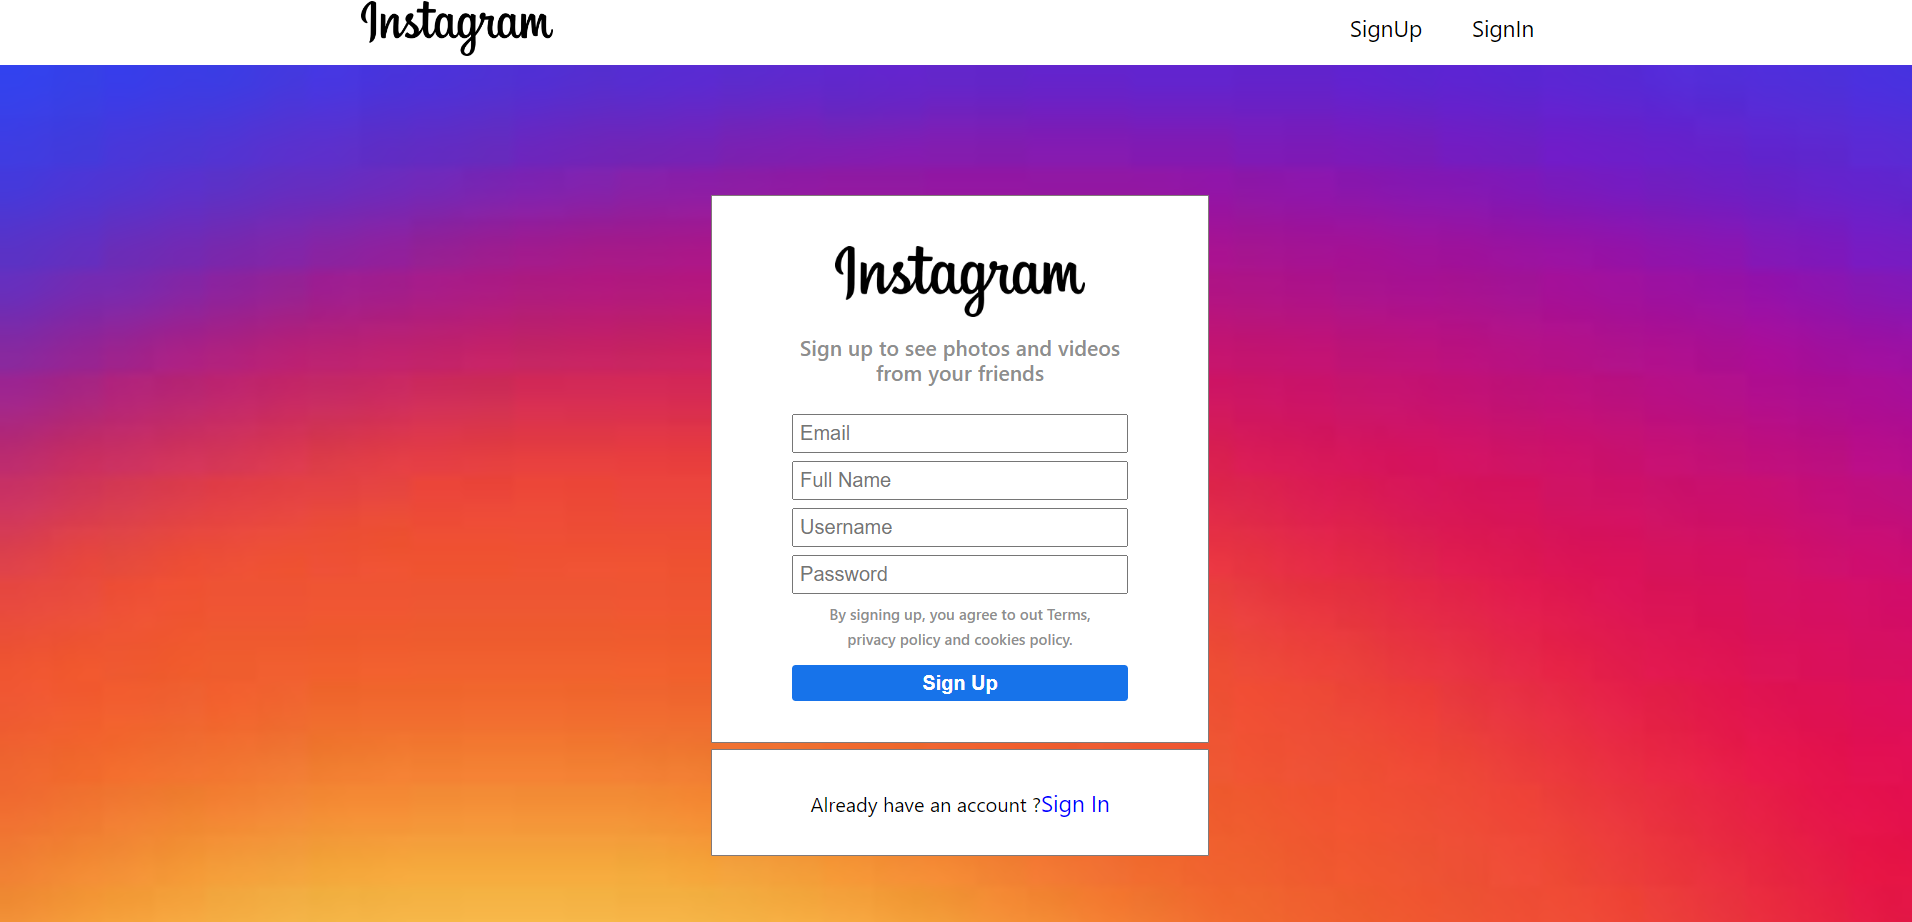 Instagram
SignUp SignIn
Instagram
Sign up to see photos and videos
from your friends
Email
Full Name
Username
Password
By signing up, you agree to out Terms,
privacy policy and cookies policy.
Sign Up
Already have an account ?Sign In